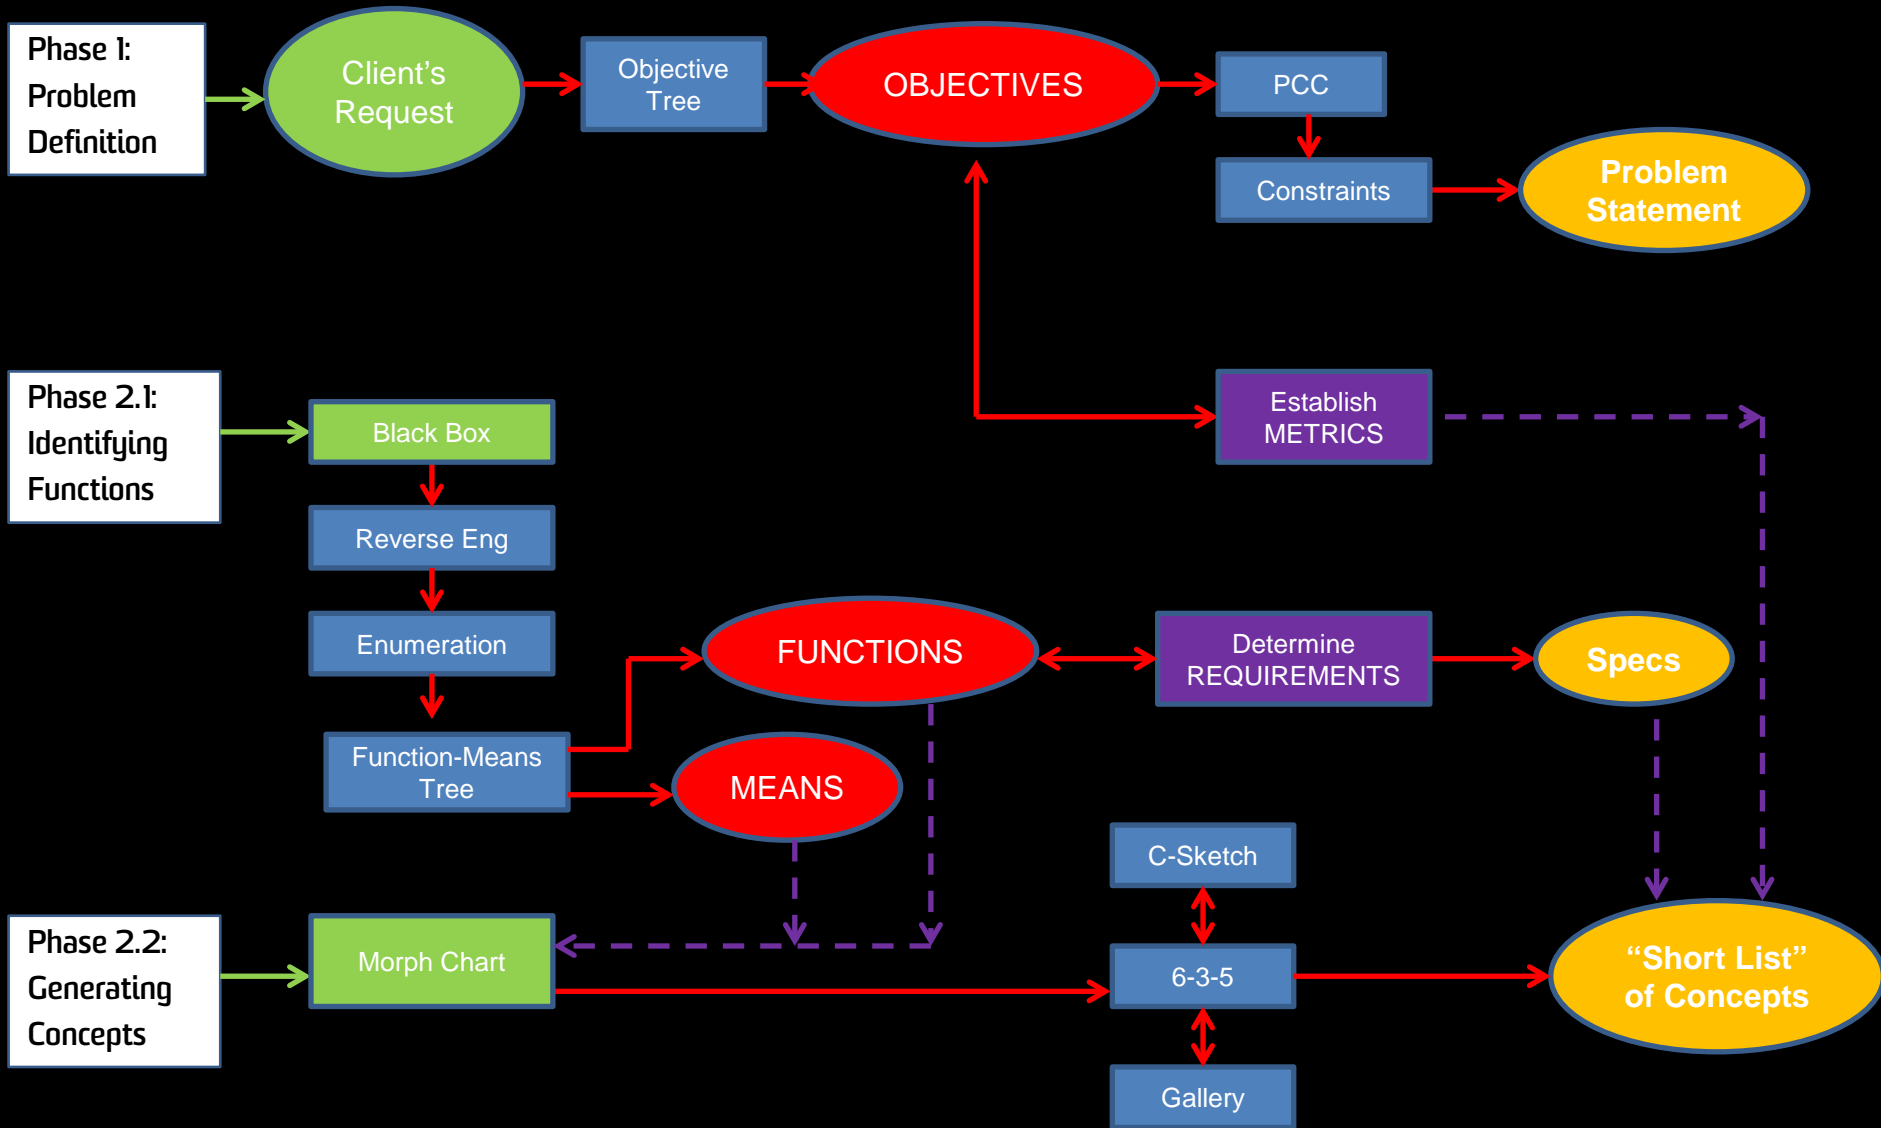 Phase 1:
Problem
Definition
Client's
Request
Objective
Tree
OBJECTIVES
PCC
Constraints
Problem
Statement
Phase 2.1:
Identifying
Functions
Black Box
Establish
METRICS
Reverse Eng
Enumeration
FUNCTIONS
Determine
REQUIREMENTS
Specs
Function-Means
Tree
MEANS
C-Sketch
Phase 2.2:
Generating
Concepts
Morph Chart
6-3-5
“Short List”
of Concepts
Gallery